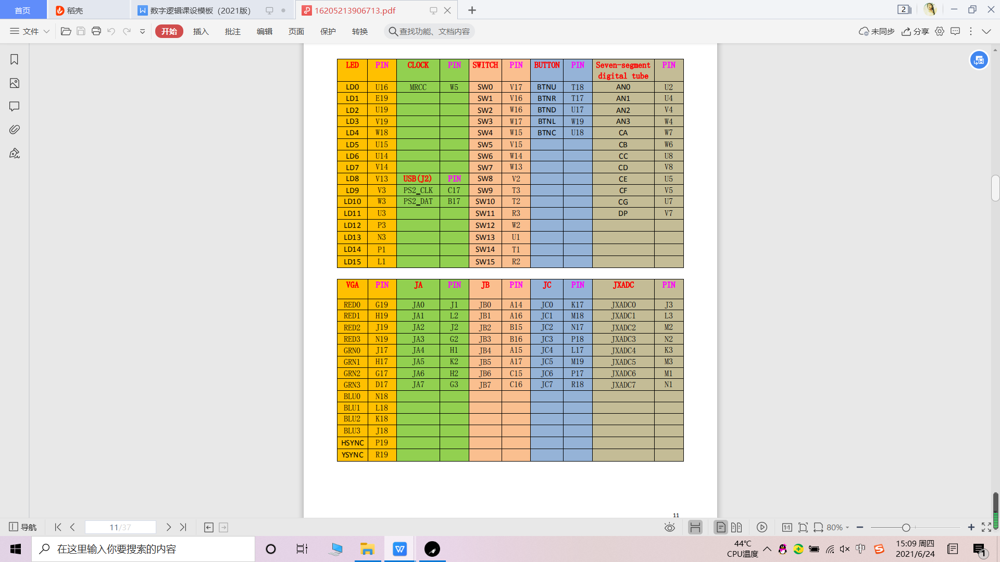 首页 稻壳 数字逻辑课设模板（2021版） 16205213906713.pdf 2
文件 开始 插入 批注 编辑 页面 保护 转换 查找功能、文档内容 未同步 分享
LED PIN CLOCK PIN SWITCH PIN BUTTON PIN Seven-segment digital tube PIN
LD0 U16 MRCC W5 SW0 V17 BTNU T18 AN0 U2
LD1 E19 SW1 V16 BTNR T17 AN1 U4
LD2 U19 SW2 W16 BTND U17 AN2 V4
LD3 V19 SW3 W17 BTNL W19 AN3 W4
LD4 W18 SW4 W15 BTNC U18 CA W7
LD5 U15 SW5 V15 CB W6
LD6 U14 SW6 W14 CC U8
LD7 V14 SW7 W13 CD V8
LD8 V13 USB(J2) PIN SW8 V2 CE U5
LD9 V3 PS2_CLK C17 SW9 T3 CF V5
LD10 W3 PS2_DAT B17 SW10 T2 CG U7
LD11 U3 SW11 R3 DP V7
LD12 P3 SW12 W2
LD13 N3 SW13 U1
LD14 P1 SW14 T1
LD15 L1 SW15 R2
VGA PIN JA PIN JB PIN JC PIN JXADC PIN
RED0 G19 JA0 J1 JB0 A14 JC0 K17 JXADC0 J3
RED1 H19 JA1 L2 JB1 A16 JC1 M18 JXADC1 L3
RED2 J19 JA2 J2 JB2 B15 JC2 N17 JXADC2 M2
RED3 N19 JA3 G2 JB3 B16 JC3 P18 JXADC3 N2
GRN0 J17 JA4 H1 JB4 A15 JC4 L17 JXADC4 K3
GRN1 H17 JA5 K2 JB5 A17 JC5 M19 JXADC5 M3
GRN2 G17 JA6 H2 JB6 C15 JC6 P17 JXADC6 M1
GRN3 D17 JA7 G3 JB7 C16 JC7 R18 JXADC7 N1
BLU0 N18
BLU1 L18
BLU2 K18
BLU3 J18
HSYNC P19
YSYNC R19
11
导航 11/37 1:1 80%
在这里输入你要搜索的内容 44℃ CPU温度 中 15:09 周四 2021/6/24 1